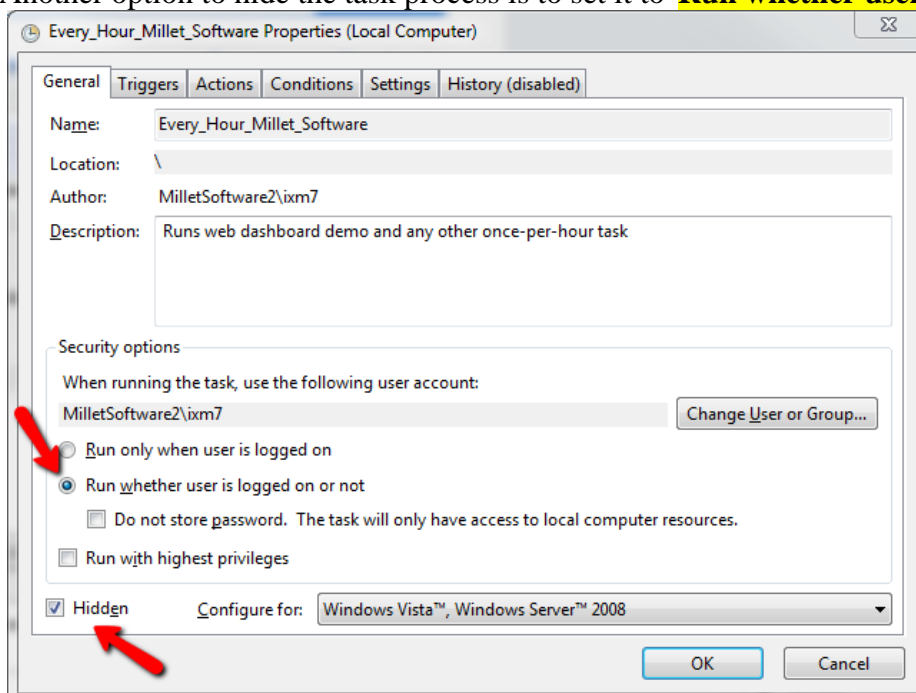 Another option to hide the task process is to set it to 'Run whether user
Every_Hour_Millet_Software Properties (Local Computer)
General Triggers Actions Conditions Settings History (disabled)
Name: Every_Hour_Millet_Software
Location: \
Author: MilletSoftware2\ixm7
Description: Runs web dashboard demo and any other once-per-hour task
Security options
When running the task, use the following user account:
MilletSoftware2\ixm7 Change User or Group...
Run only when user is logged on
Run whether user is logged on or not
Do not store password. The task will only have access to local computer resources.
Run with highest privileges
Hidden Configure for: Windows Vista™, Windows Server™ 2008
OK Cancel